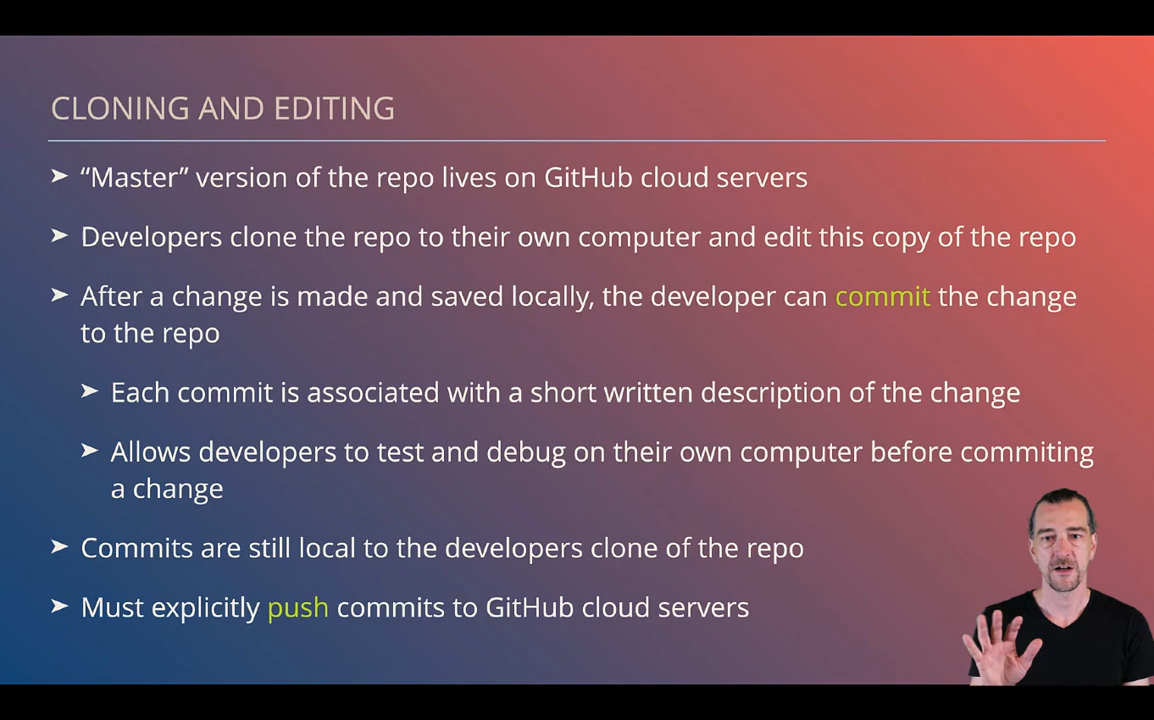 CLONING AND EDITING
➤ “Master” version of the repo lives on GitHub cloud servers
➤ Developers clone the repo to their own computer and edit this copy of the repo
➤ After a change is made and saved locally, the developer can commit the change
to the repo
➤ Each commit is associated with a short written description of the change
➤ Allows developers to test and debug on their own computer before commiting
a change
➤ Commits are still local to the developers clone of the repo
➤ Must explicitly push commits to GitHub cloud servers